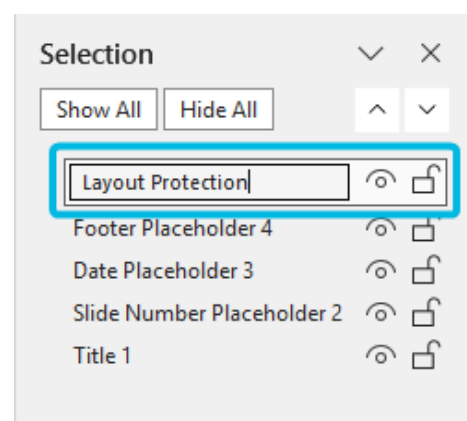 Selection
Show All Hide All
Layout Protection
Footer Placeholder 4
Date Placeholder 3
Slide Number Placeholder 2
Title 1